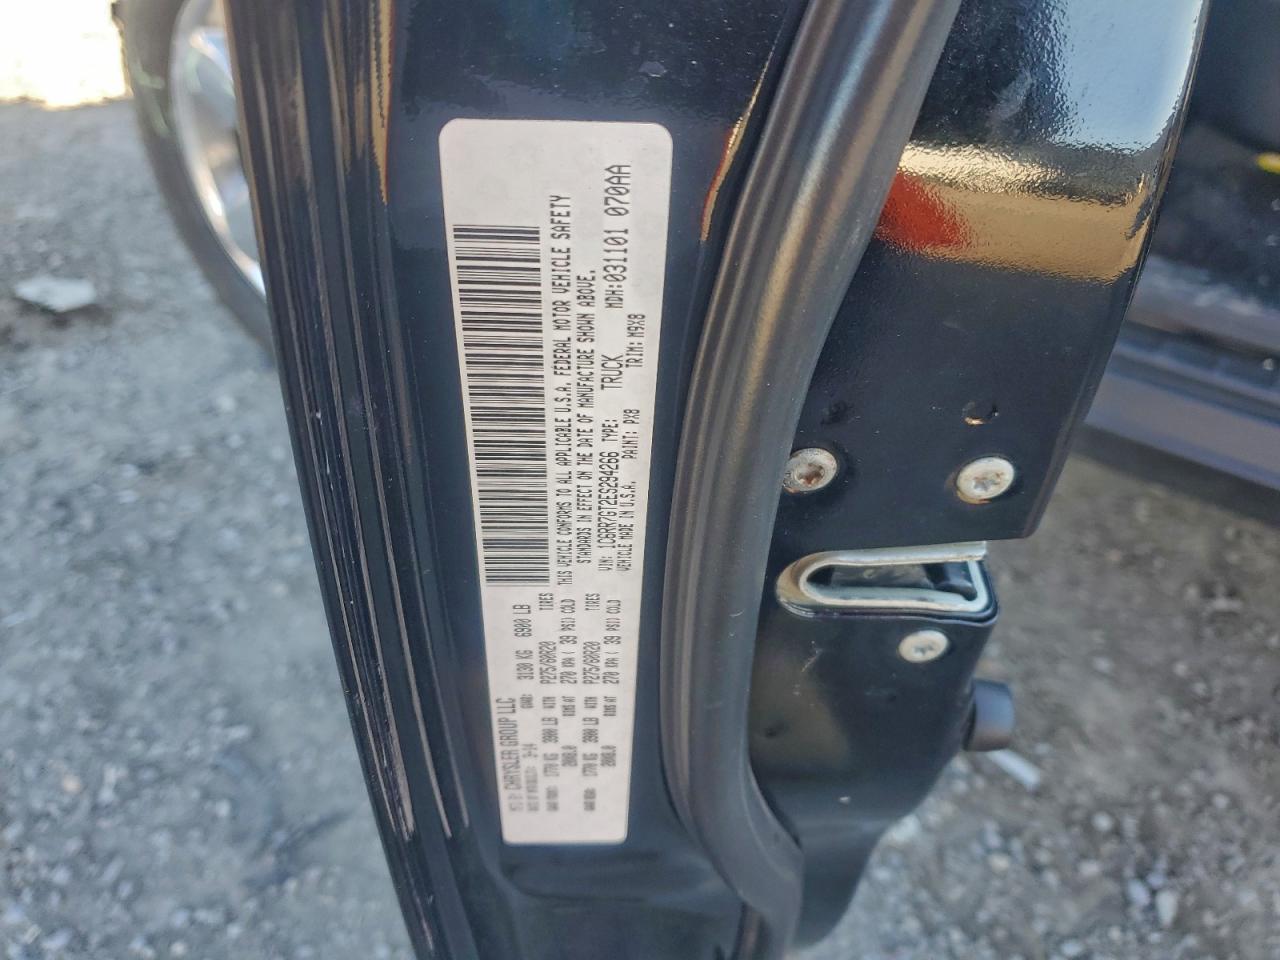 MFD BY: CHRYSLER GROUP LLC
DATE OF MFR: 3-14 GVWR: 3130 KG 6900 LB
GAWR FRONT: 1770 KG 3900 LB WITH P275/60R20 TIRES
20X8.0 RIMS AT 270 KPA ( 39 PSI) COLD
GAWR REAR: 1770 KG 3900 LB WITH P275/60R20 TIRES
20X8.0 RIMS AT 270 KPA ( 39 PSI) COLD
THIS VEHICLE CONFORMS TO ALL APPLICABLE U.S.A. FEDERAL MOTOR VEHICLE SAFETY
STANDARDS IN EFFECT ON THE DATE OF MANUFACTURE SHOWN ABOVE.
VIN: 1C6RR7GT2ES294266 TYPE: TRUCK MDH:031101 070AA
VEHICLE MADE IN U.S.A. PAINT: PX8 TRIM: M9X8